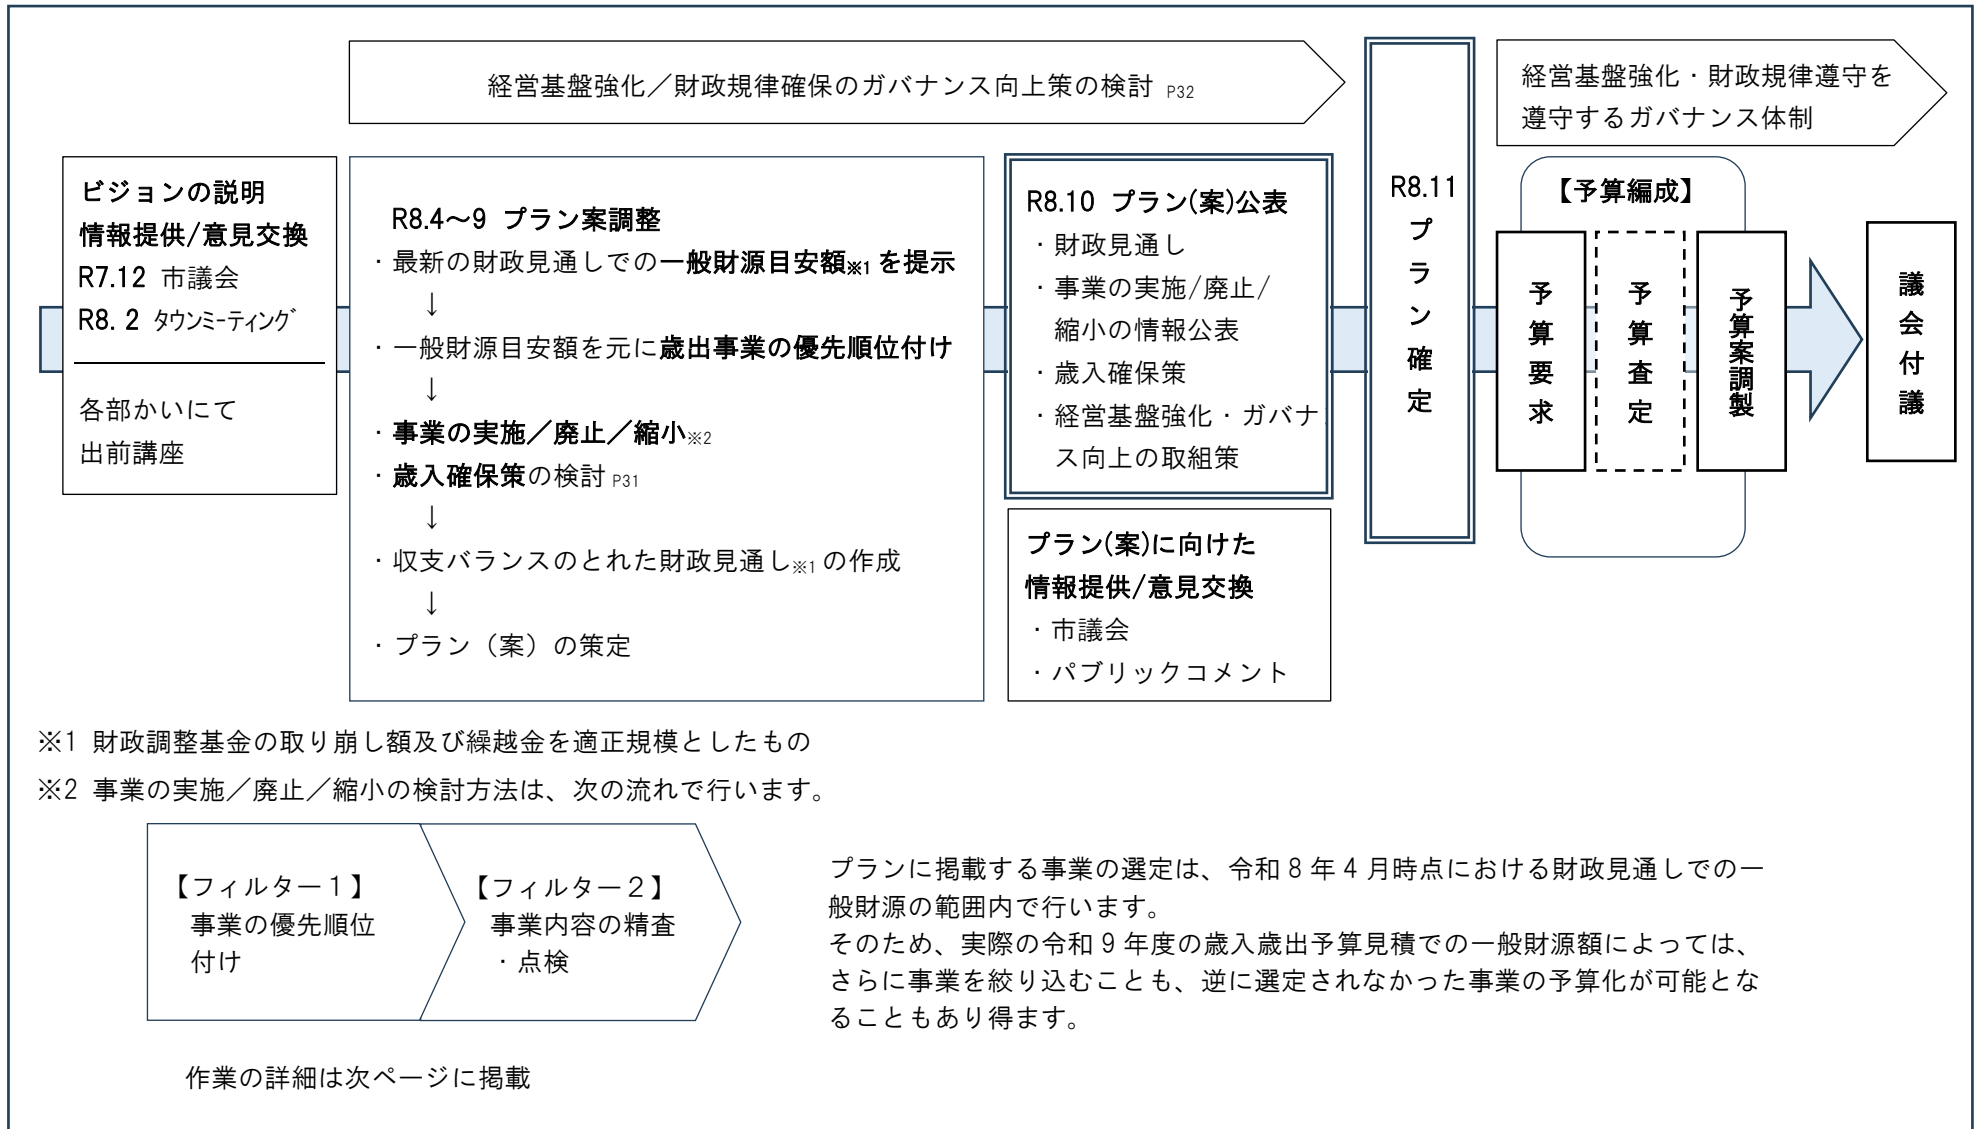 経営基盤強化／財政規律確保のガバナンス向上策の検討 P32
経営基盤強化・財政規律遵守を
遵守するガバナンス体制
ビジョンの説明
情報提供/意見交換
R7.12 市議会
R8.2 ﾀｳﾝﾐｰﾃｨﾝｸﾞ
各部かいにて
出前講座
R8.4～9 プラン案調整
・最新の財政見通しでの一般財源目安額※1 を提示
↓
・一般財源目安額を元に歳出事業の優先順位付け
↓
・事業の実施／廃止／縮小※2
・歳入確保策の検討 P31
↓
・収支バランスのとれた財政見通し※1 の作成
↓
・プラン（案）の策定
R8.10 プラン(案)公表
・財政見通し
・事業の実施/廃止/
縮小の情報公表
・歳入確保策
・経営基盤強化・ガバナン
ス向上の取組策
プラン(案)に向けた
情報提供/意見交換
・市議会
・パブリックコメント
R8.11
プラン確定
【予算編成】
予算要求
予算査定
予算案調製
議会付議
※1 財政調整基金の取り崩し額及び繰越金を適正規模としたもの
※2 事業の実施／廃止／縮小の検討方法は、次の流れで行います。
【フィルター１】
事業の優先順位
付け
【フィルター２】
事業内容の精査
・点検
プランに掲載する事業の選定は、令和 8 年 4 月時点における財政見通しでの一
般財源の範囲内で行います。
そのため、実際の令和 9 年度の歳入歳出予算見積での一般財源額によっては、
さらに事業を絞り込むことも、逆に選定されなかった事業の予算化が可能とな
ることもあり得ます。
作業の詳細は次ページに掲載